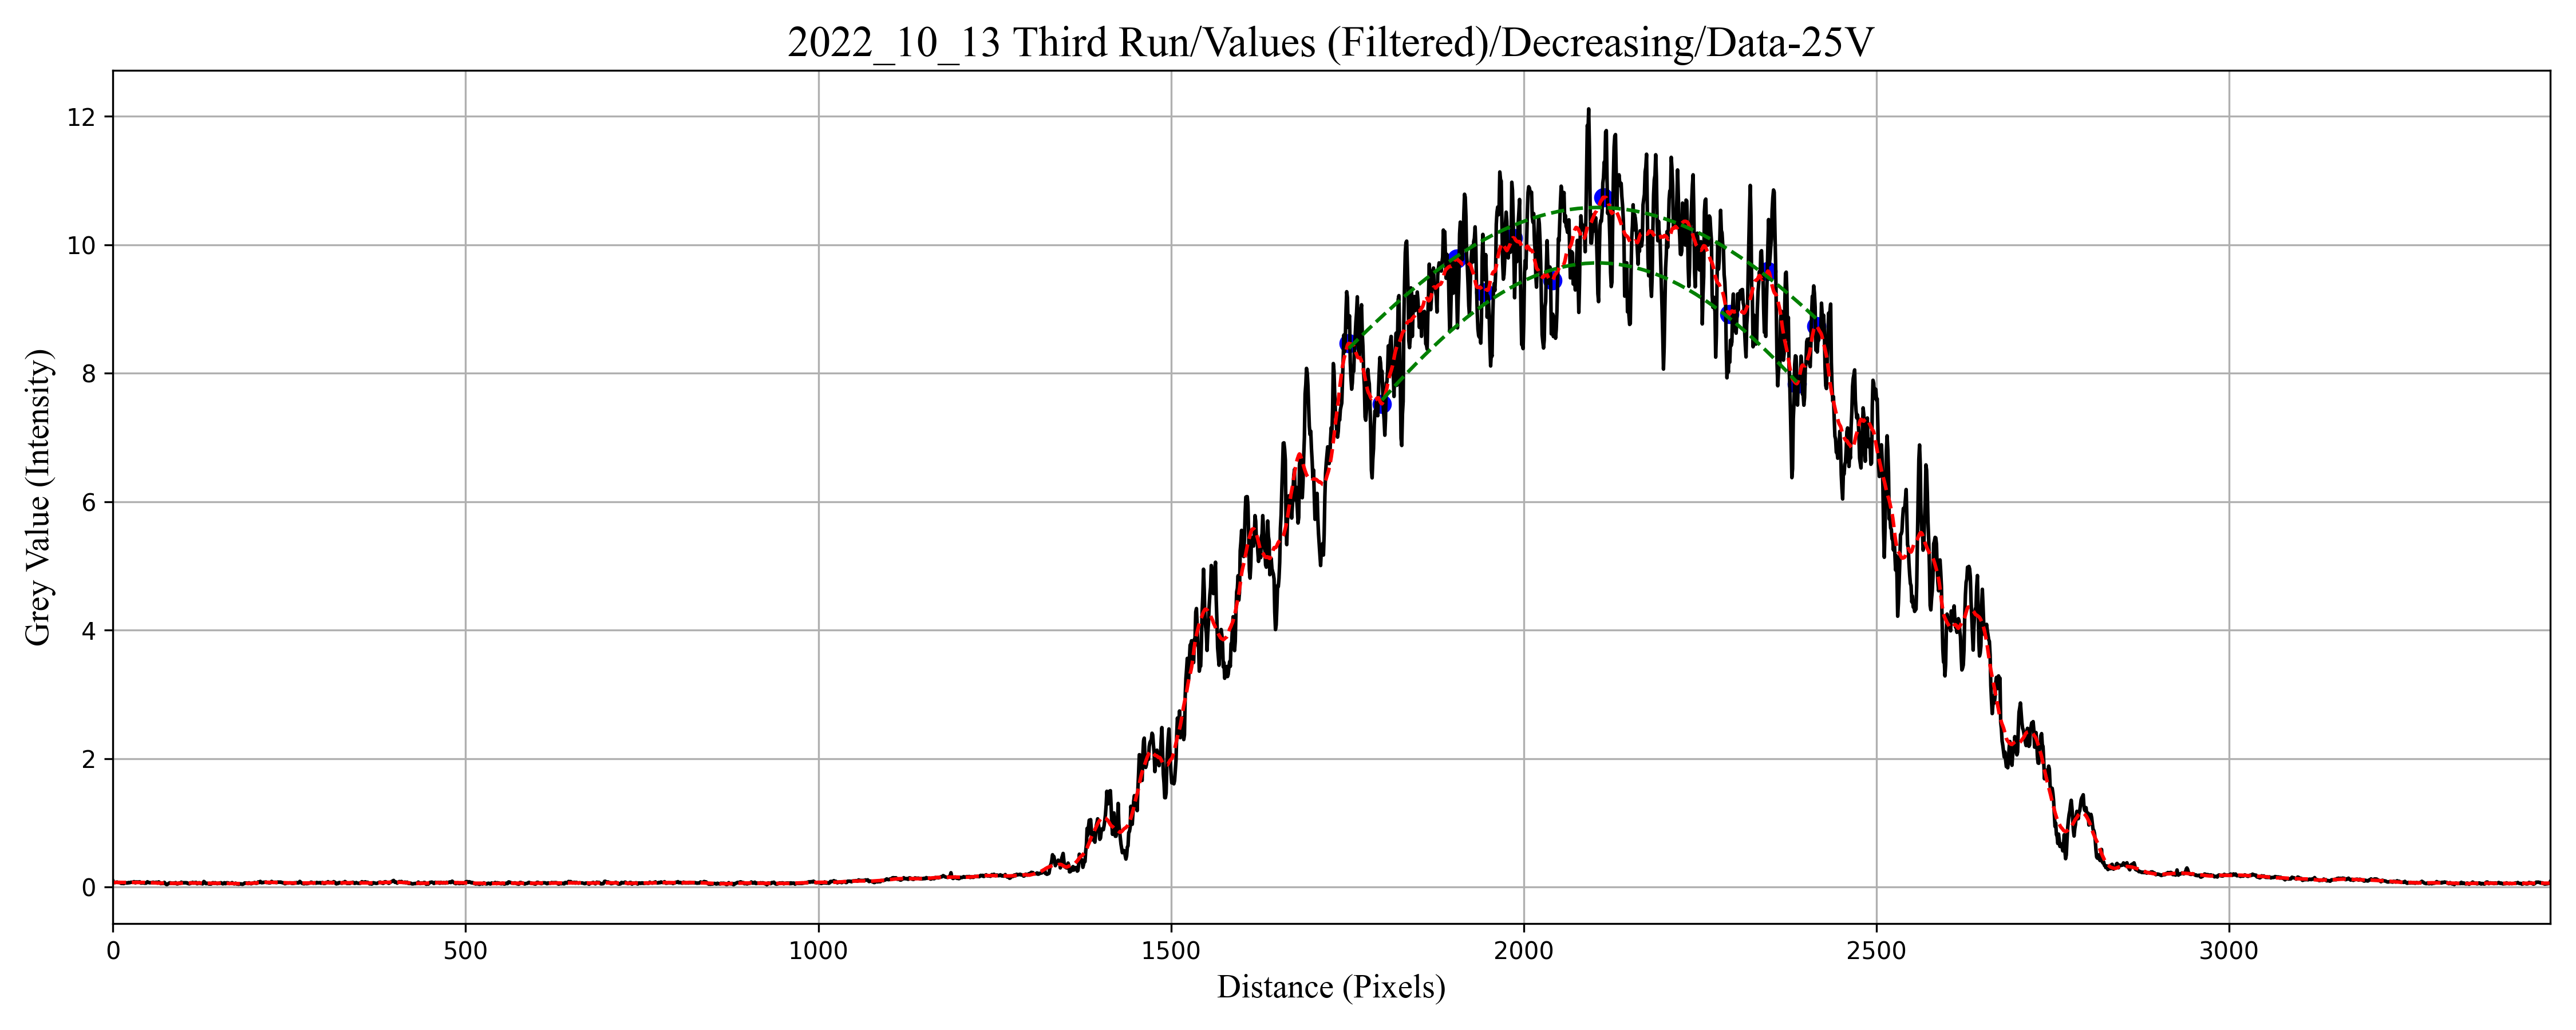 2022_10_13 Third Run/Values (Filtered)/Decreasing/Data-25V
12
10
8
6
4
2
0
Grey Value (Intensity)
0 500 1000 1500 2000 2500 3000
Distance (Pixels)